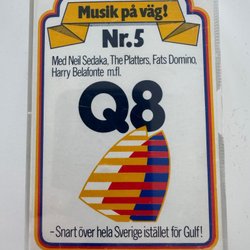 Musik på väg!
Nr.5
Med Neil Sedaka, The Platters, Fats Domino,
Harry Belafonte m.fl.
Q8
– Snart över hela Sverige istället för Gulf!